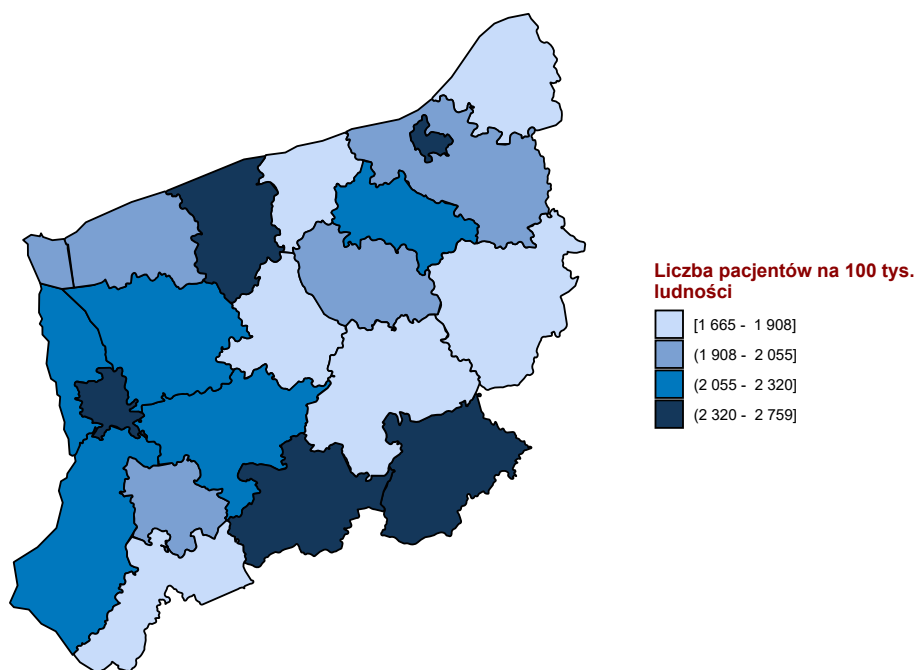 Liczba pacjentów na 100 tys.
ludności
[1 665 - 1 908]
(1 908 - 2 055]
(2 055 - 2 320]
(2 320 - 2 759]